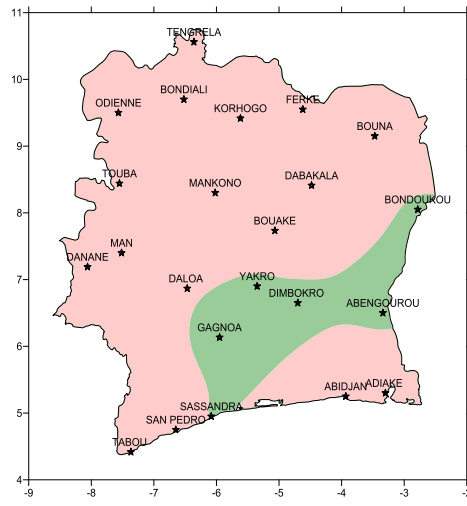 11
TENGRELA
10
BONDIALI
ODIENNE
FERKE
KORHOGO
BOUNA
9
TOUBA
DABAKALA
MANKONO
BONDOUKOU
8
BOUAKE
MAN
DANANE
7
DALOA
YAKRO
DIMBOKRO
ABENGOUROU
GAGNOA
6
ABIDJAN
ADIAKE
SASSANDRA
5
SAN PEDRO
TABOU
4
-9 -8 -7 -6 -5 -4 -3 -2